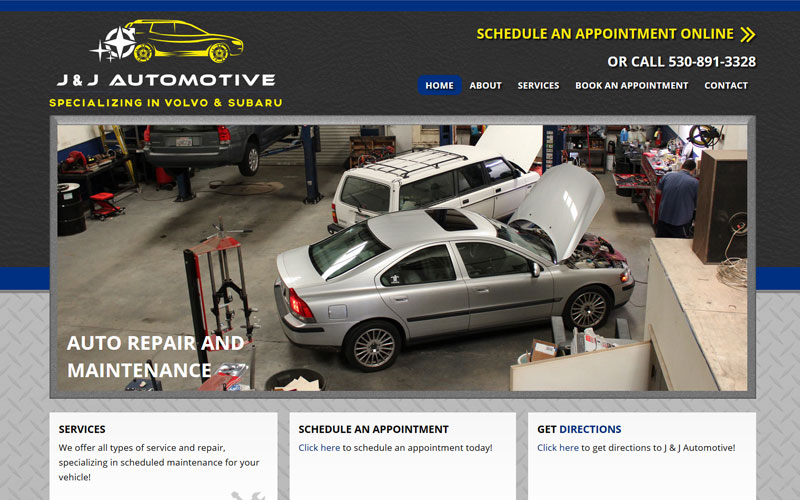 SCHEDULE AN APPOINTMENT ONLINE
J & J AUTOMOTIVE
SPECIALIZING IN VOLVO & SUBARU
OR CALL 530-891-3328
HOME ABOUT SERVICES BOOK AN APPOINTMENT CONTACT
AUTO REPAIR AND
MAINTENANCE
SERVICES
We offer all types of service and repair,
specializing in scheduled maintenance for your
vehicle!
SCHEDULE AN APPOINTMENT
Click here to schedule an appointment today!
GET DIRECTIONS
Click here to get directions to J & J Automotive!